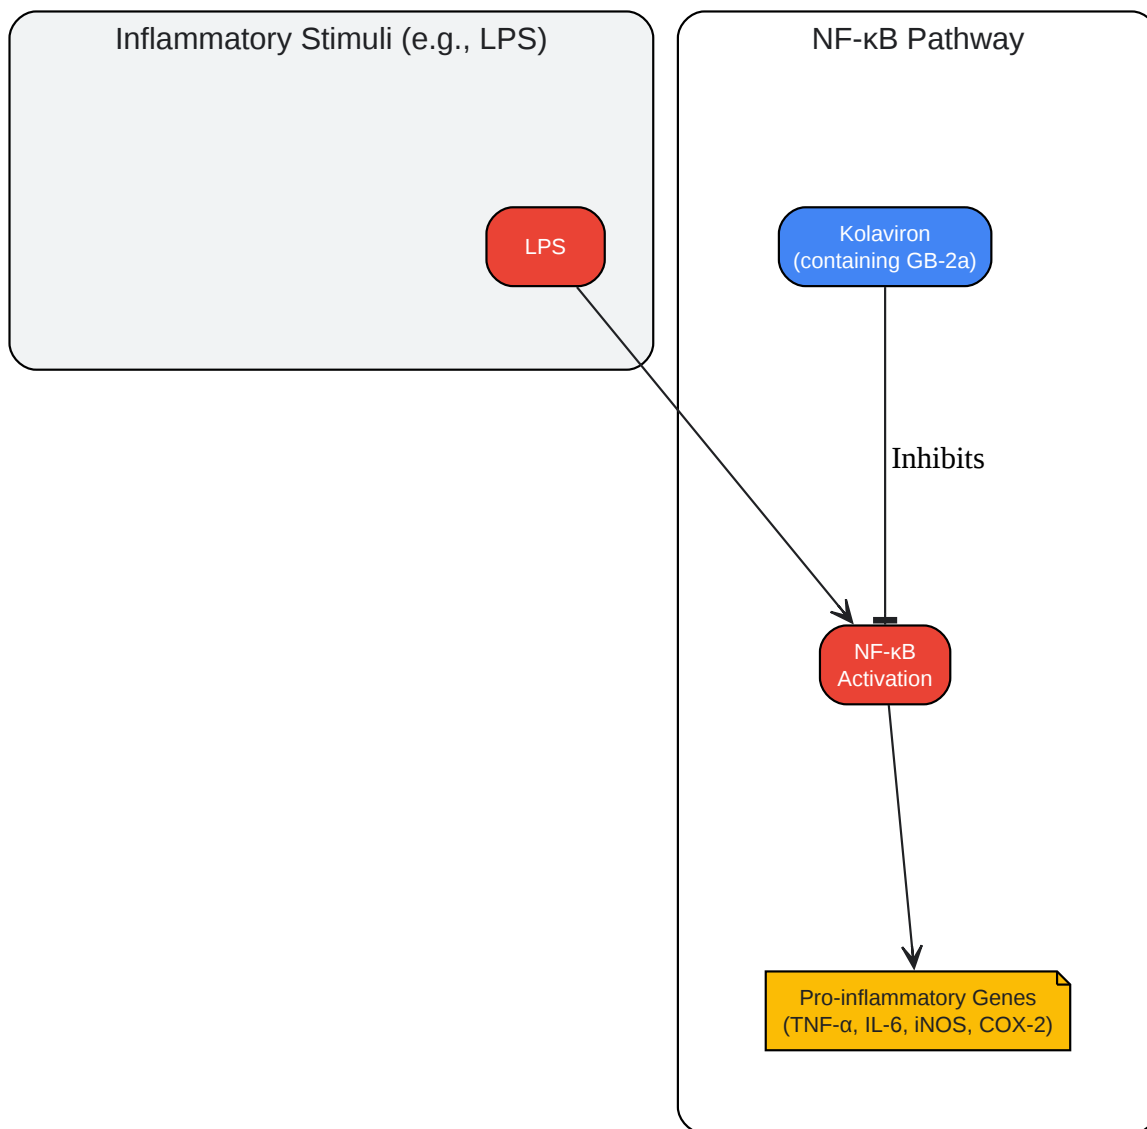 Inflammatory Stimuli (e.g., LPS)
NF-κB Pathway
LPS
Kolaviron
(containing GB-2a)
Inhibits
NF-κB
Activation
Pro-inflammatory Genes
(TNF-α, IL-6, iNOS, COX-2)